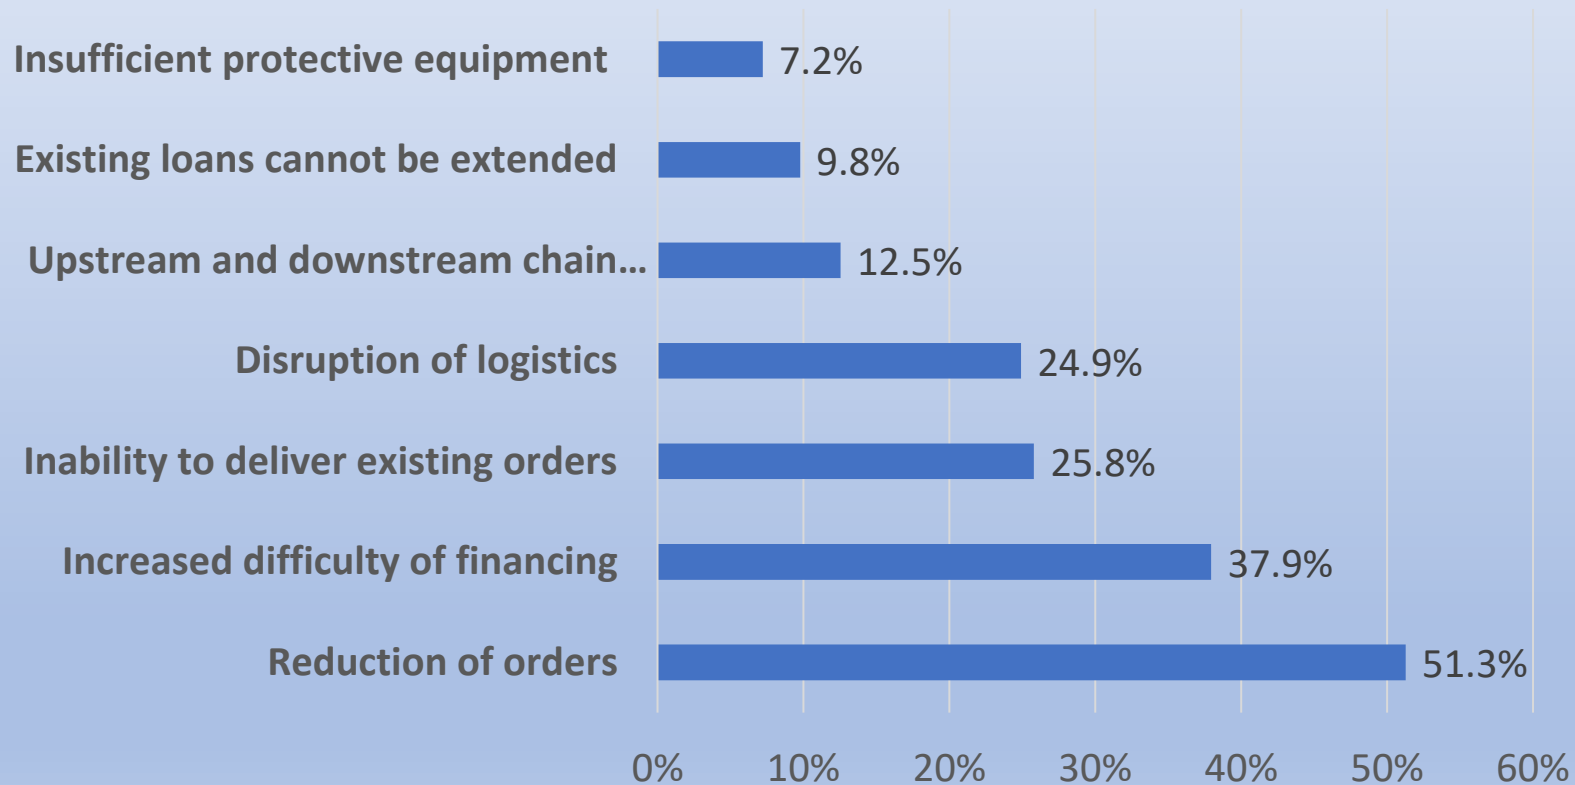 Insufficient protective equipment 7.2%
Existing loans cannot be extended 9.8%
Upstream and downstream chain... 12.5%
Disruption of logistics 24.9%
Inability to deliver existing orders 25.8%
Increased difficulty of financing 37.9%
Reduction of orders 51.3%
0% 10% 20% 30% 40% 50% 60%